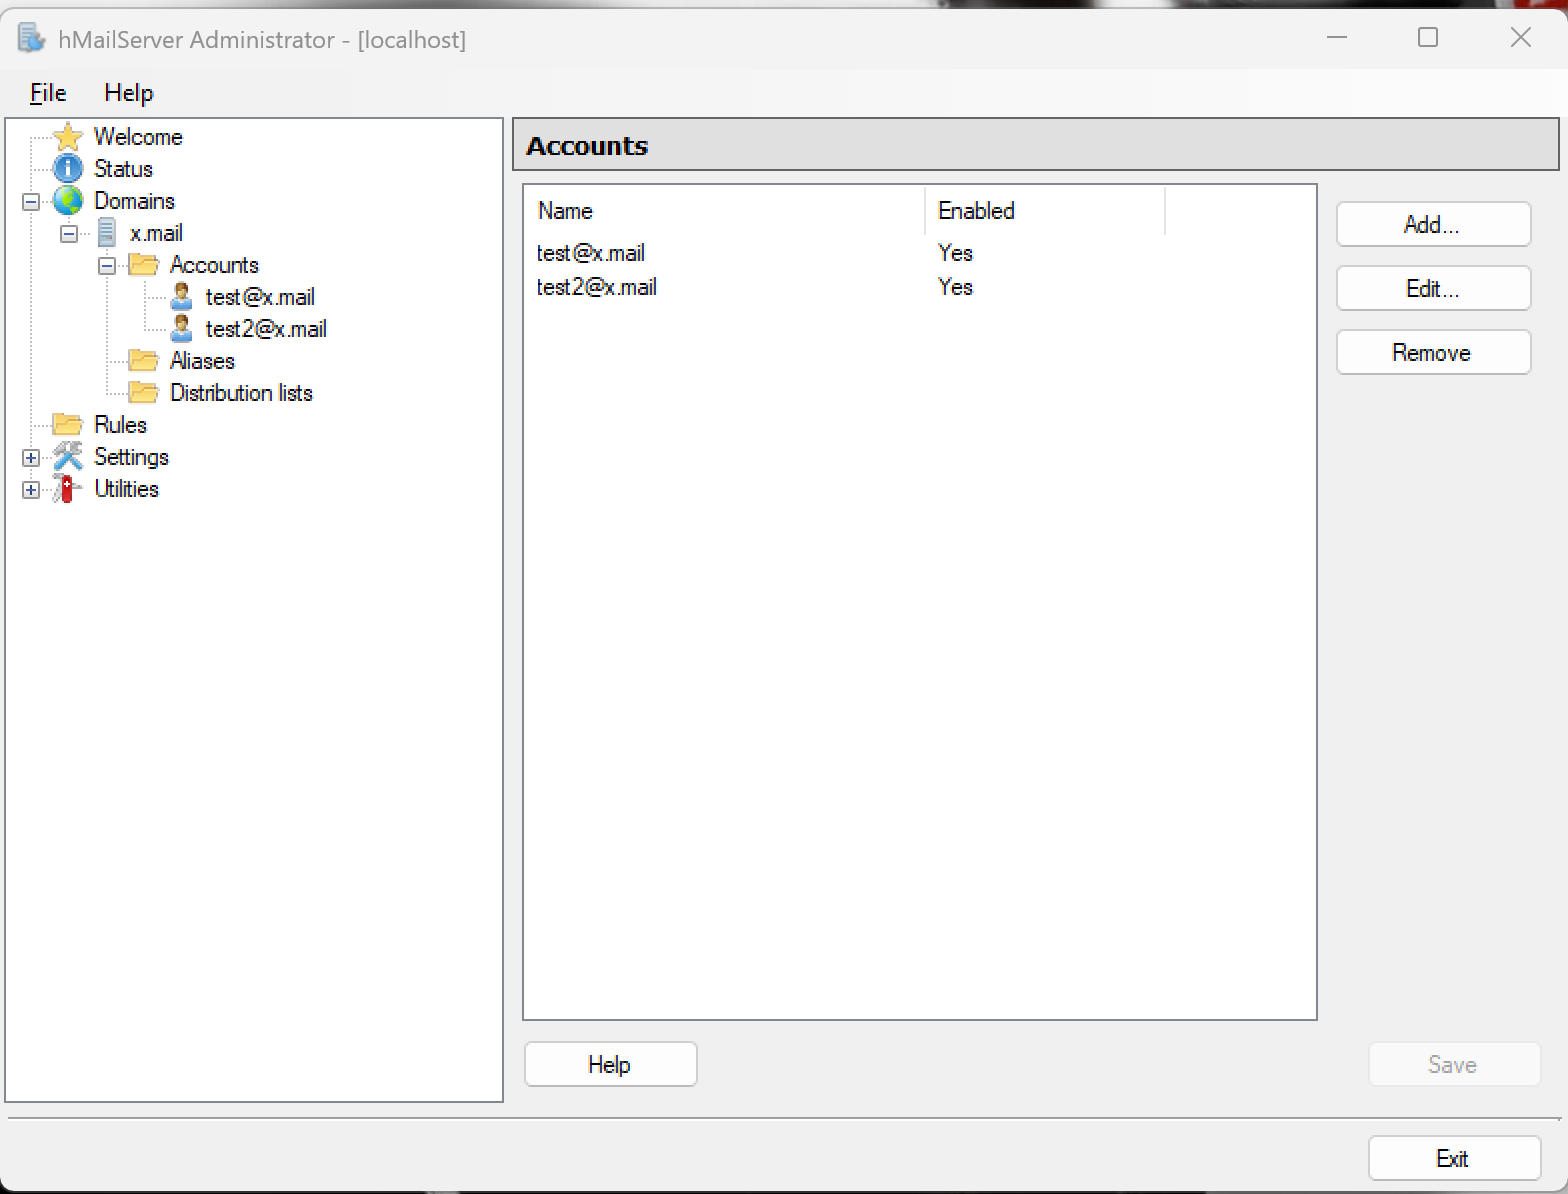 hMailServer Administrator - [localhost]
File Help
Welcome
Status
Domains
x.mail
Accounts
test@x.mail
test2@x.mail
Aliases
Distribution lists
Rules
Settings
Utilities
Accounts
Name Enabled
test@x.mail Yes
test2@x.mail Yes
Add...
Edit...
Remove
Help
Save
Exit